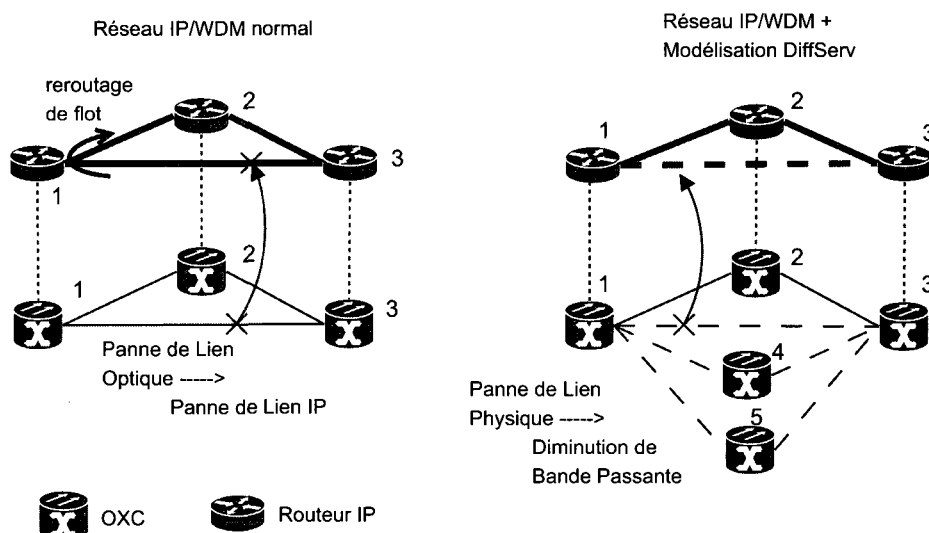 Réseau IP/WDM normal
reroutage
de flot
2
1
3
2
1
3
Panne de Lien
Optique ----->
Panne de Lien IP
Réseau IP/WDM +
Modélisation DiffServ
2
1
3
2
1
3
4
5
Panne de Lien
Physique ----->
Diminution de
Bande Passante
OXC
Routeur IP